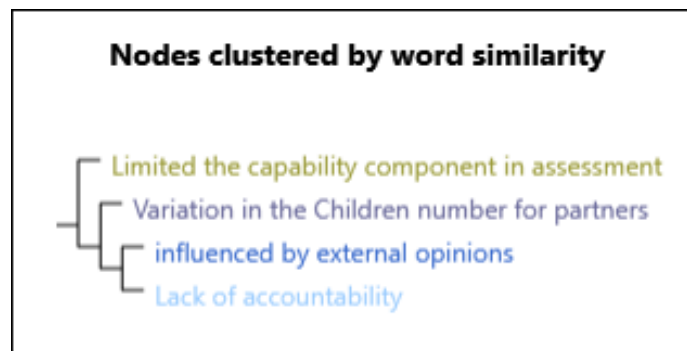 Nodes clustered by word similarity
Limited the capability component in assessment
Variation in the Children number for partners
influenced by external opinions
Lack of accountability